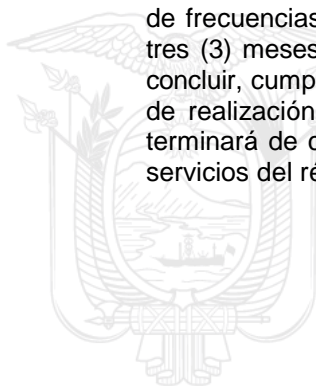 de frecuencias
tres (3) meses
concluir, cump
de realización
terminará de
servicios del ré